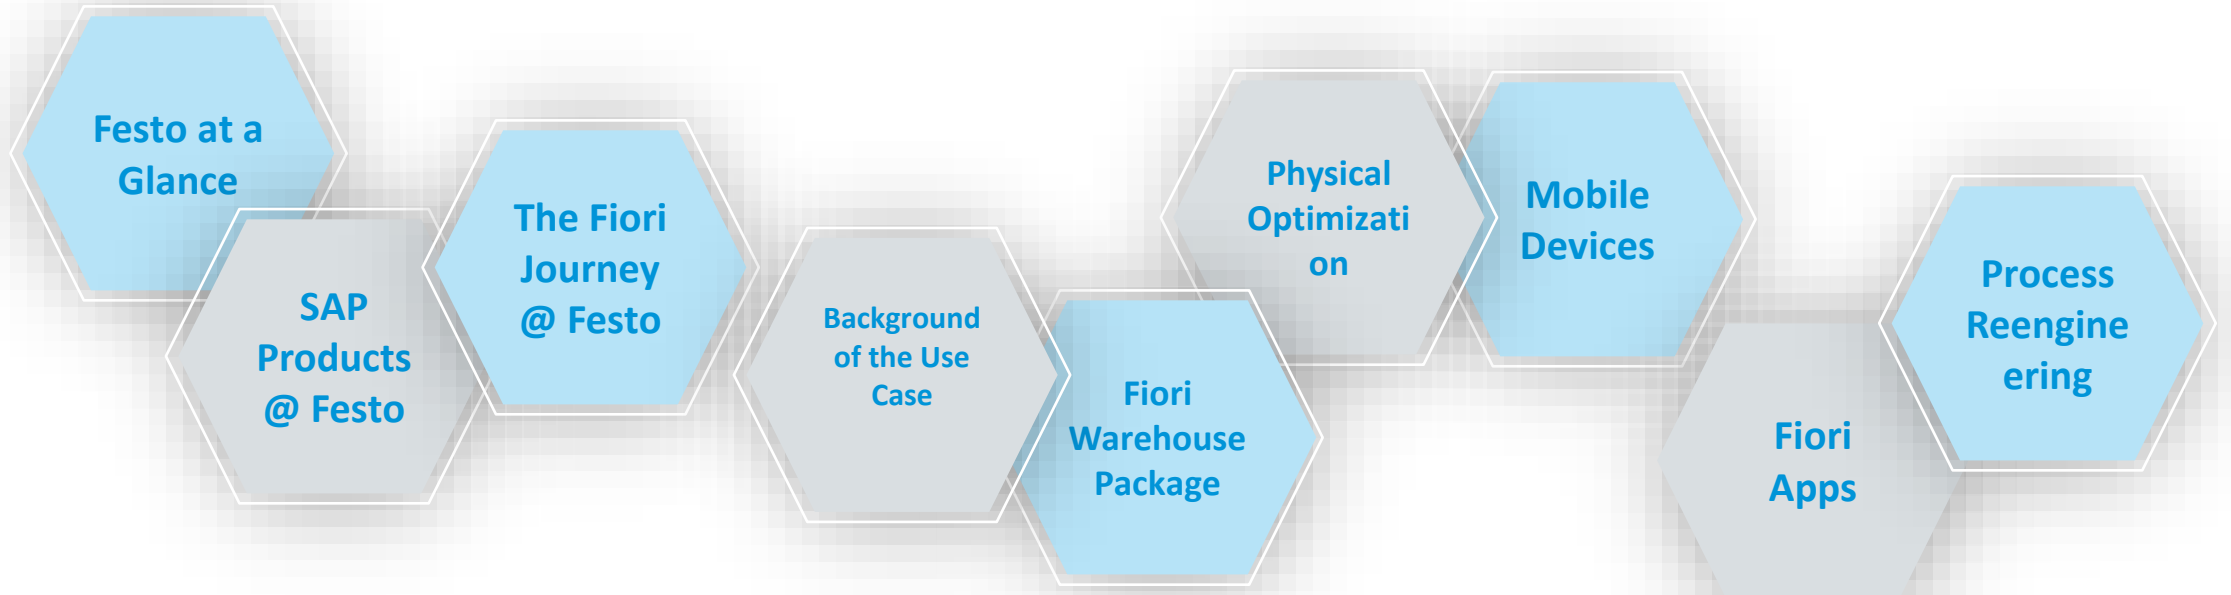 Festo at a
Glance
SAP
Products
@ Festo
The Fiori
Journey
@ Festo
Background
of the Use
Case
Fiori
Warehouse
Package
Physical
Optimizati
on
Mobile
Devices
Fiori
Apps
Process
Reengine
ering